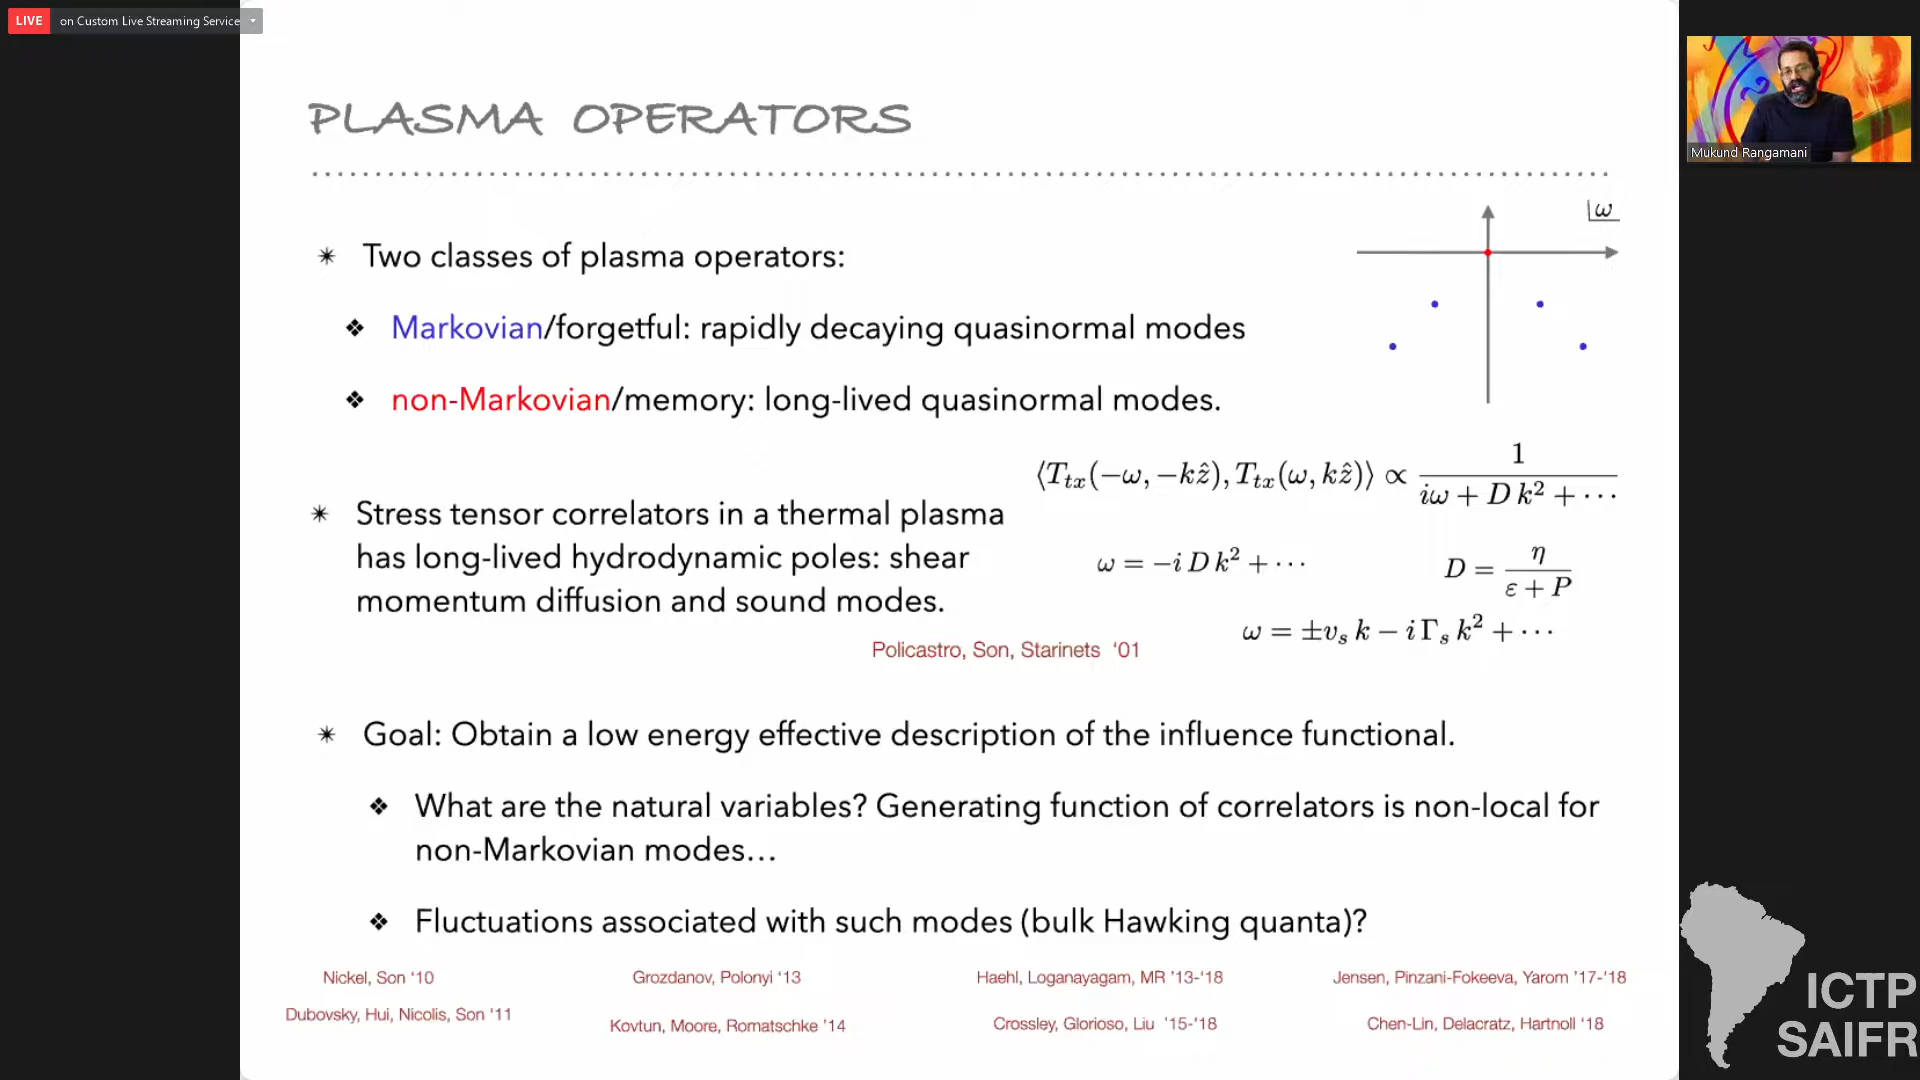 LIVE on Custom Live Streaming Service
Mukund Rangamani
PLASMA OPERATORS
ω
✴ Two classes of plasma operators:
❖ Markovian/forgetful: rapidly decaying quasinormal modes
❖ non-Markovian/memory: long-lived quasinormal modes.
⟨T_{tx}(−ω, −kẑ), T_{tx}(ω, kẑ)⟩ ∝ 1/(iω + D k² + ⋯)
✴ Stress tensor correlators in a thermal plasma
has long-lived hydrodynamic poles: shear
momentum diffusion and sound modes.
ω = −i D k² + ⋯
D = η/(ε + P)
ω = ±v_s k − i Γ_s k² + ⋯
Policastro, Son, Starinets '01
✴ Goal: Obtain a low energy effective description of the influence functional.
❖ What are the natural variables? Generating function of correlators is non-local for
non-Markovian modes…
❖ Fluctuations associated with such modes (bulk Hawking quanta)?
Nickel, Son '10
Grozdanov, Polonyi '13
Haehl, Loganayagam, MR '13-'18
Jensen, Pinzani-Fokeeva, Yarom '17-'18
Dubovsky, Hui, Nicolis, Son '11
Kovtun, Moore, Romatschke '14
Crossley, Glorioso, Liu '15-'18
Chen-Lin, Delacratz, Hartnoll '18
ICTP
SAIFR